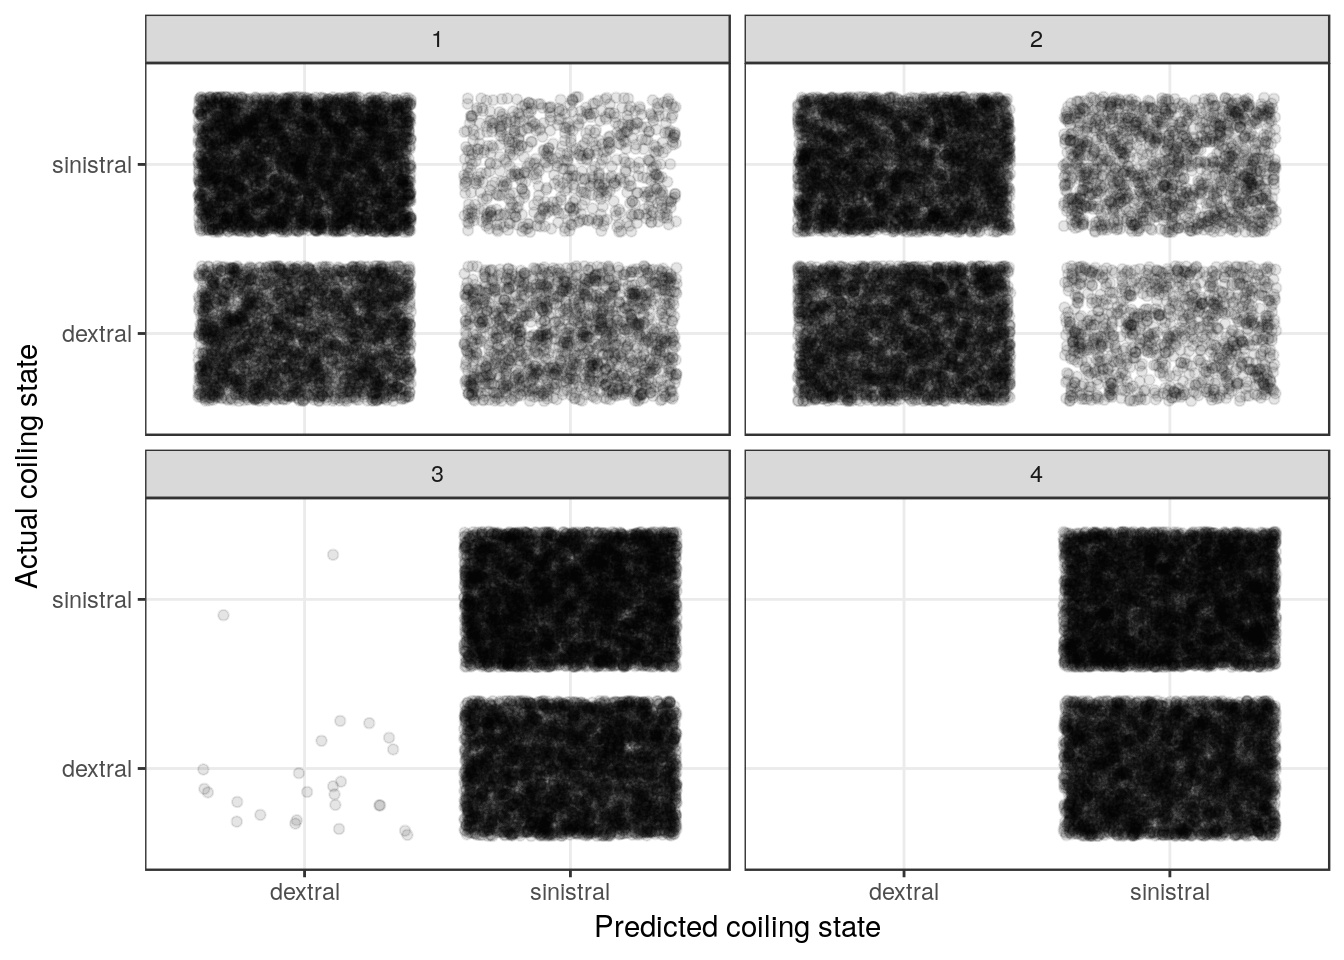 1
2
sinistral
dextral
3
4
sinistral
dextral
dextral
sinistral
dextral
sinistral
Predicted coiling state
Actual coiling state